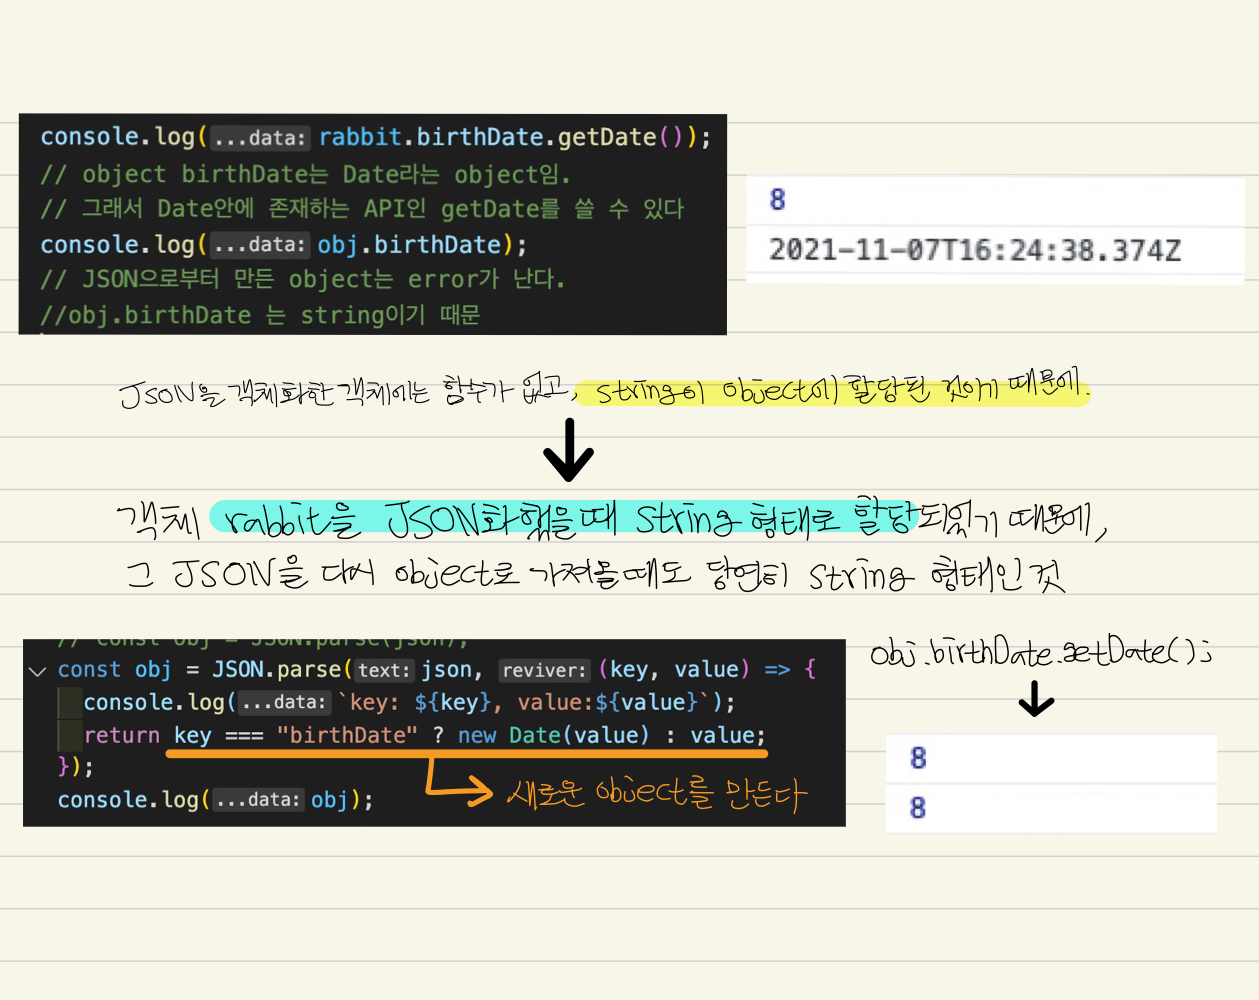 console.log(...data: rabbit.birthDate.getDate());
// object birthDate는 Date라는 object임.
// 그래서 Date안에 존재하는 API인 getDate를 쓸 수 있다
console.log(...data: obj.birthDate);
// JSON으로부터 만든 object는 error가 난다.
//obj.birthDate 는 string이기 때문
8
2021-11-07T16:24:38.374Z
JSON을 객체화한 객체에는 함수가 없고, string이 object에 할당된 것이기 때문에.
객체 rabbit을 JSON화했을때 string 형태로 할당되있기 때문에,
그 JSON을 다시 object로 가져올때도 당연히 string 형태인 것
// const obj = JSON.parse(json);
const obj = JSON.parse(text: json, reviver: (key, value) => {
console.log(...data: `key: ${key}, value:${value}`);
return key === "birthDate" ? new Date(value) : value;
});
console.log(...data: obj);
새로운 object를 만든다
obj.birthDate.getDate();
8
8